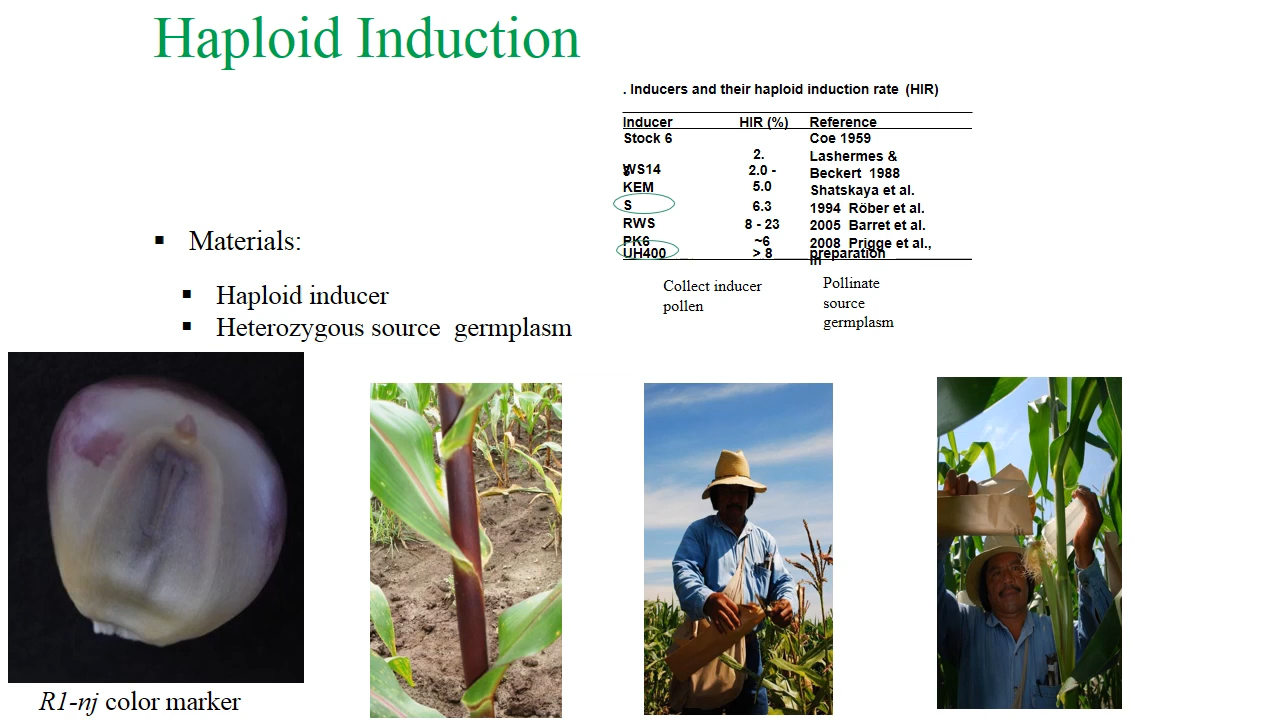 Haploid Induction
. Inducers and their haploid induction rate (HIR)
Inducer HIR (%) Reference
Stock 6 Coe 1959
2. Lashermes &
WS14 2.0 - Beckert 1988
KEM 5.0 Shatskaya et al.
S 6.3 1994 Röber et al.
RWS 8 - 23 2005 Barret et al.
PK6 ~6 2008 Prigge et al.,
UH400 > 8 preparation
in
▪ Materials:
▪ Haploid inducer
▪ Heterozygous source germplasm
Collect inducer
pollen
Pollinate
source
germplasm
R1-nj color marker